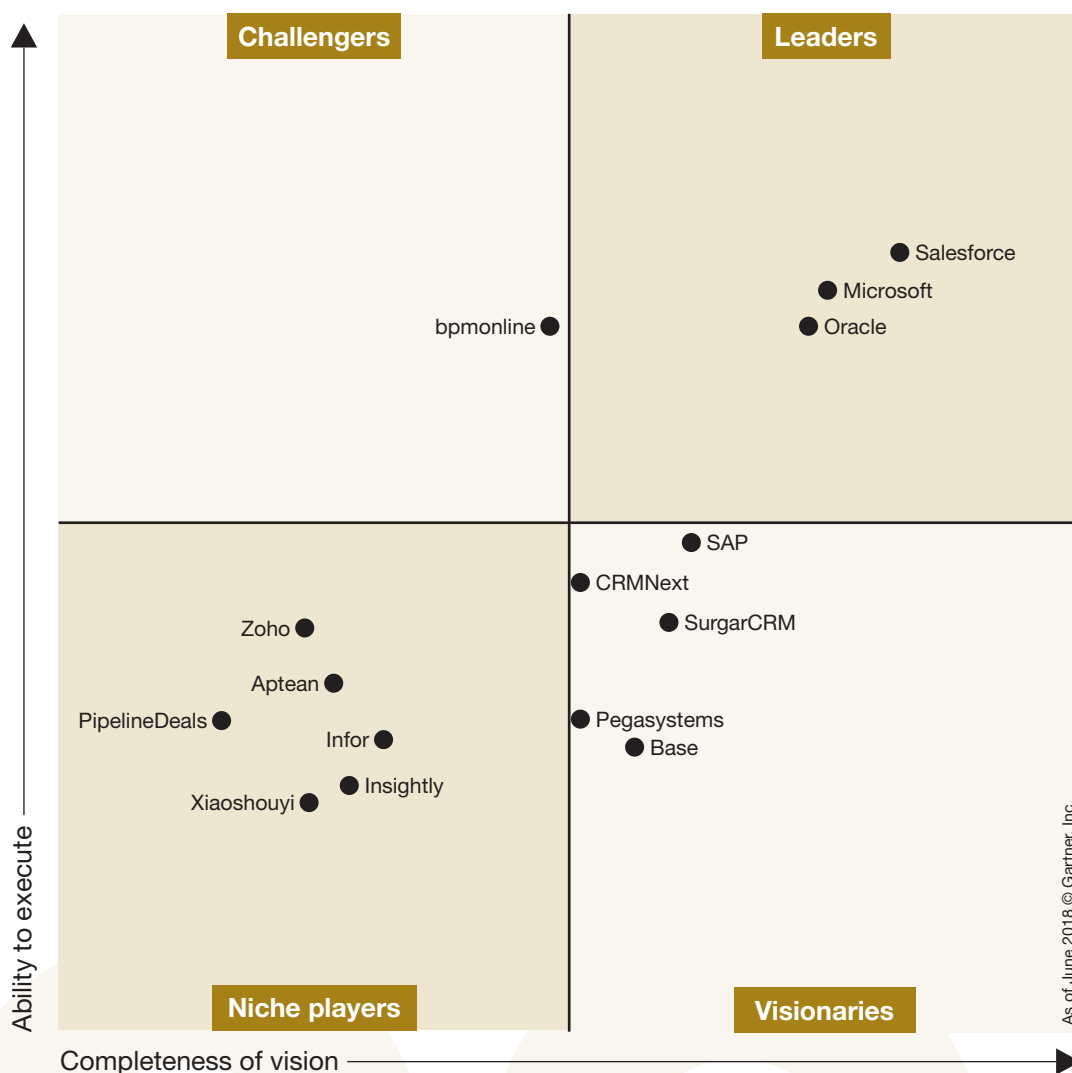 Challengers
Leaders
Salesforce
Microsoft
bpmonline
Oracle
SAP
CRMNext
SurgarCRM
Zoho
Aptean
PipelineDeals
Pegasystems
Infor
Base
Insightly
Xiaoshouyi
Niche players
Visionaries
Ability to execute
Completeness of vision
As of June 2018 © Gartner, Inc